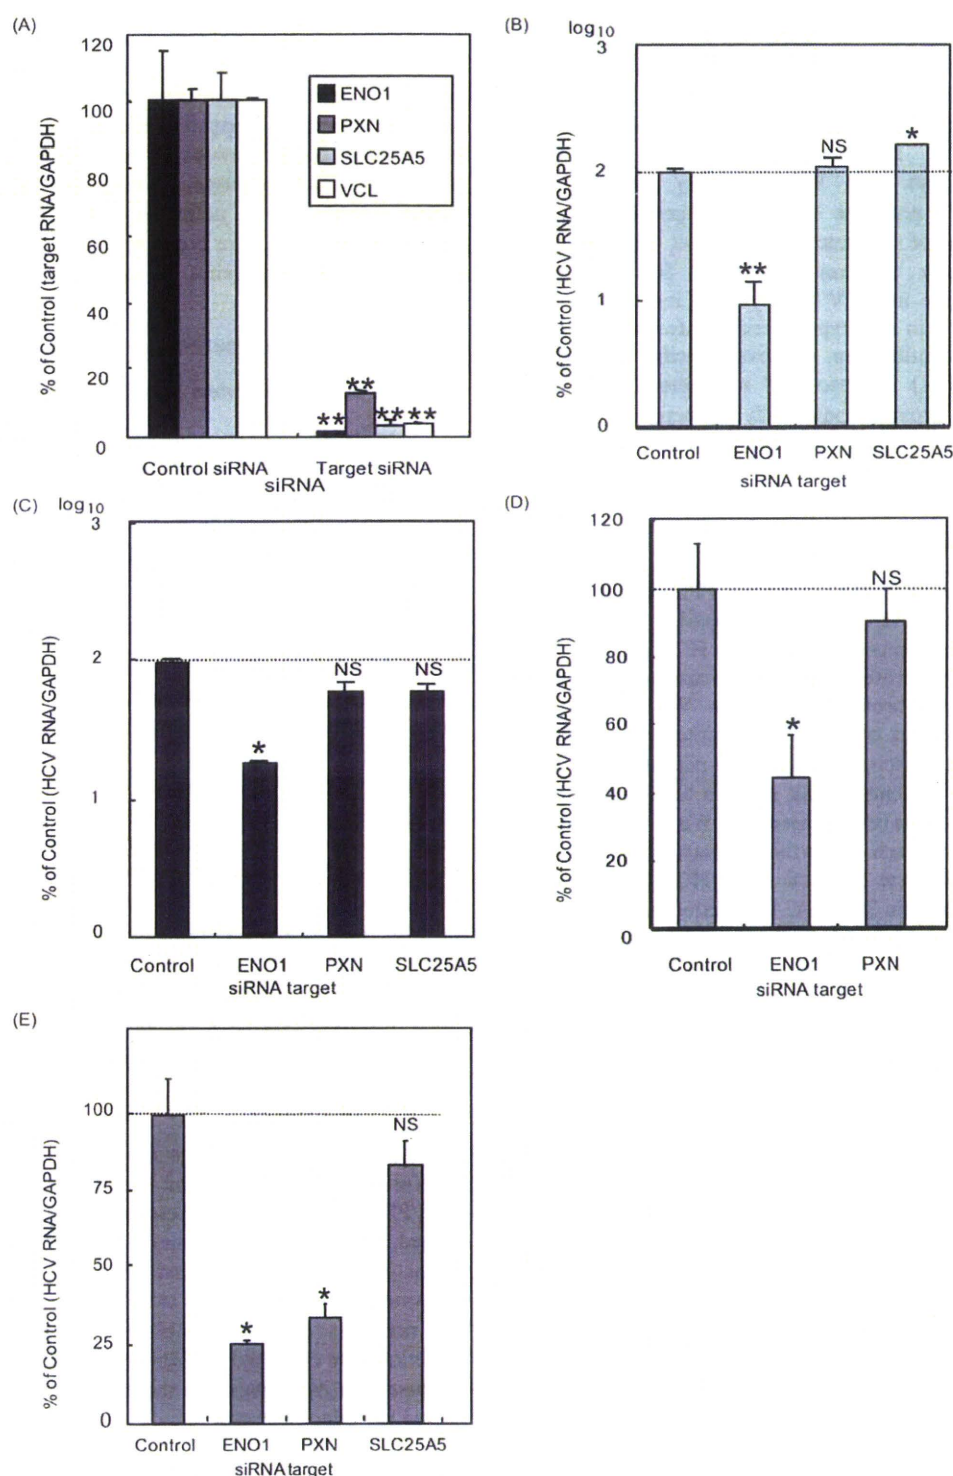 (A)
120
100
80
60
40
20
0
% of Control (target RNA/GAPDH)
ENO1
PXN
SLC25A5
VCL
**
**
**
**
Control siRNA
Target siRNA
siRNA
(B)
log10
3
2
1
0
% of Control (HCV RNA/GAPDH)
**
NS
*
Control
ENO1
PXN
SLC25A5
siRNA target
(C)
log10
3
2
1
0
% of Control (HCV RNA/GAPDH)
*
NS
NS
Control
ENO1
PXN
SLC25A5
siRNA target
(D)
120
100
80
60
40
20
0
% of Control (HCV RNA/GAPDH)
*
NS
Control
ENO1
PXN
siRNA target
(E)
100
75
50
25
0
% of Control (HCV RNA/GAPDH)
*
*
NS
Control
ENO1
PXN
SLC25A5
siRNA target